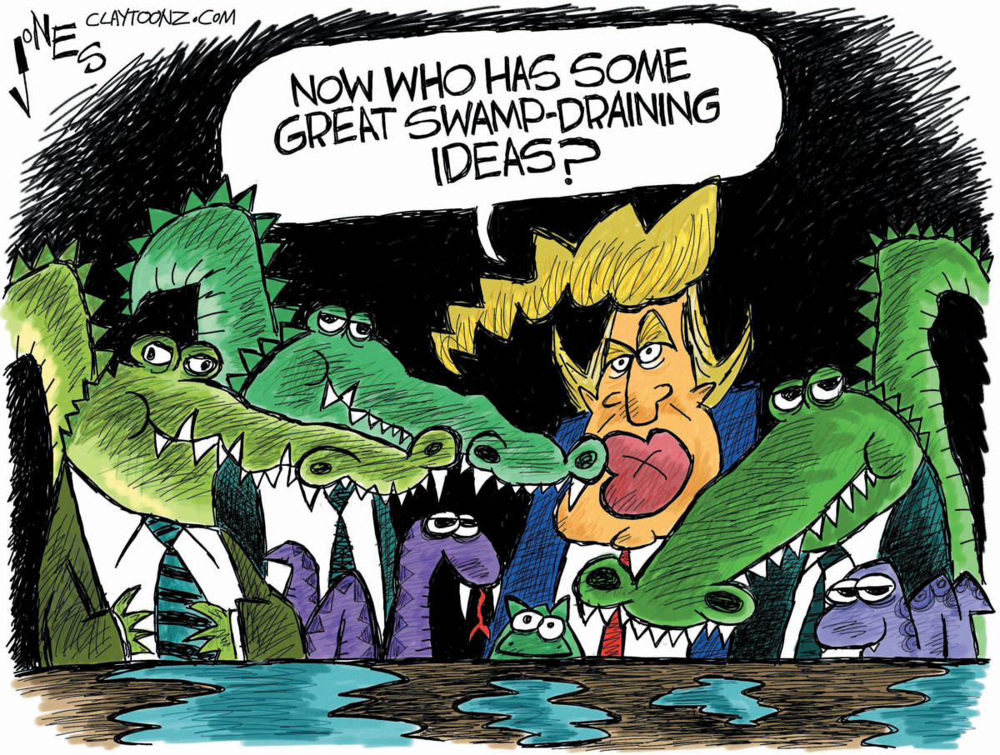 JONES
CLAYTOONZ.COM
NOW WHO HAS SOME
GREAT SWAMP-DRAINING
IDEAS?